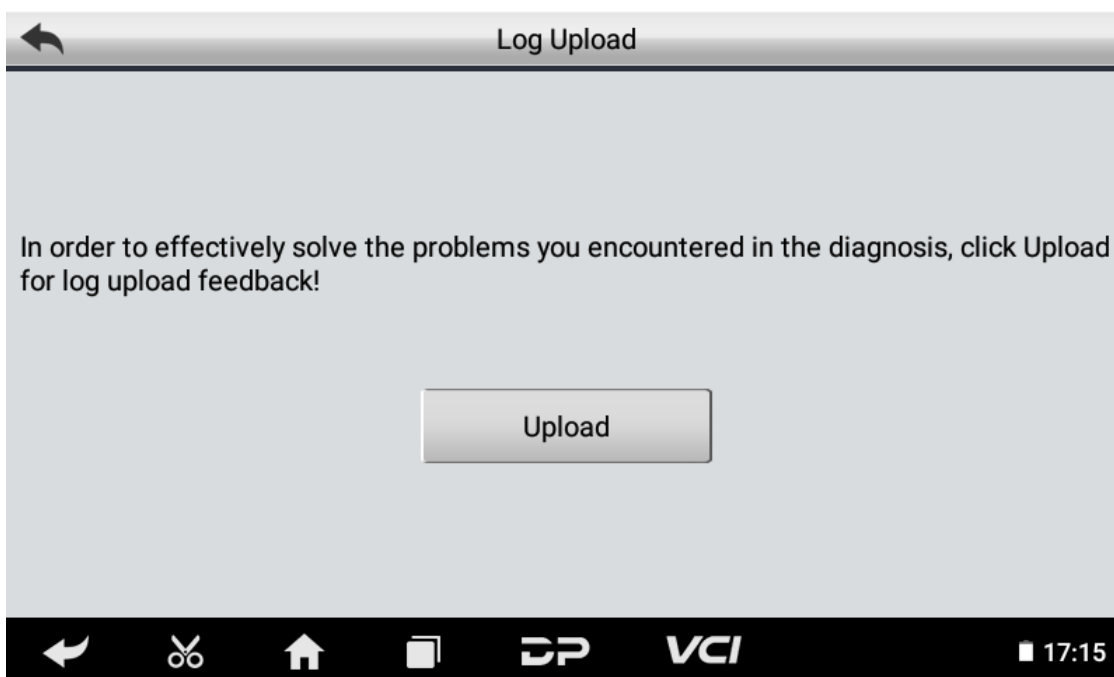 Log Upload
In order to effectively solve the problems you encountered in the diagnosis, click Upload
for log upload feedback!
Upload
DP VCI 17:15